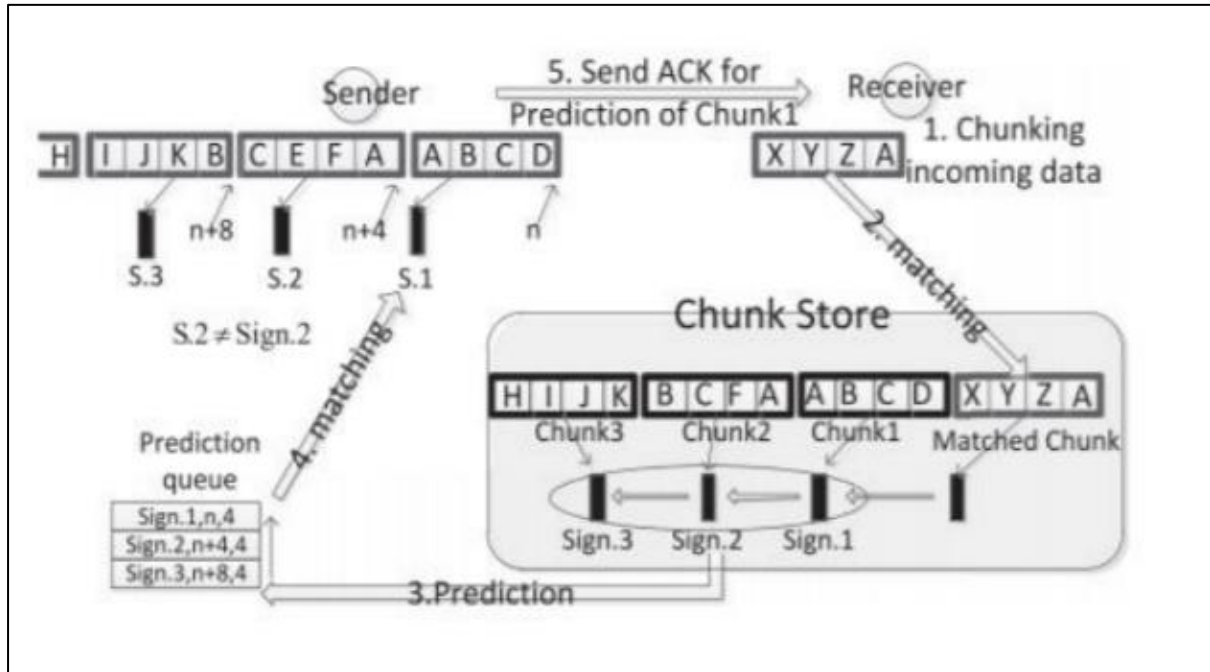 Sender
5. Send ACK for
Prediction of Chunk1
Receiver
1. Chunking
incoming data
H I J K B C E F A A B C D
X Y Z A
n+8
n+4
n
S.3
S.2
S.1
S.2 ≠ Sign.2
2. matching
Chunk Store
H I J K B C F A A B C D X Y Z A
Chunk3
Chunk2
Chunk1
Matched Chunk
4. matching
Prediction
queue
Sign.1,n,4
Sign.2,n+4,4
Sign.3,n+8,4
Sign.3
Sign.2
Sign.1
3.Prediction